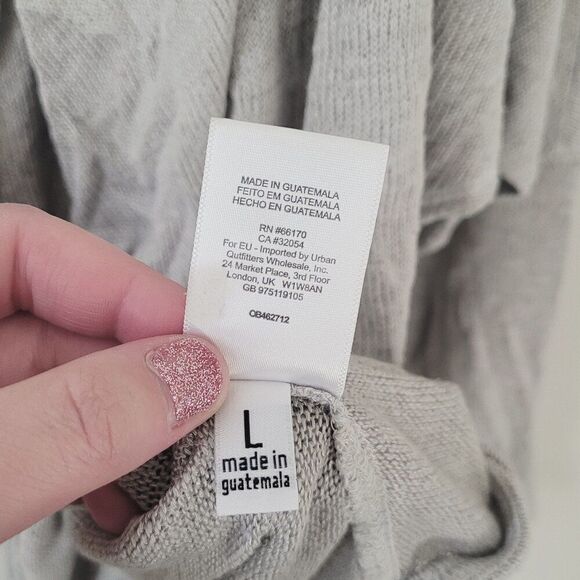 MADE IN GUATEMALA
FEITO EM GUATEMALA
HECHO EN GUATEMALA
RN #66170
CA #32054
For EU - Imported by Urban
Outfitters Wholesale, Inc.
24 Market Place, 3rd Floor
London, UK W1W8AN
GB 975119105
OB462712
L
made in
guatemala